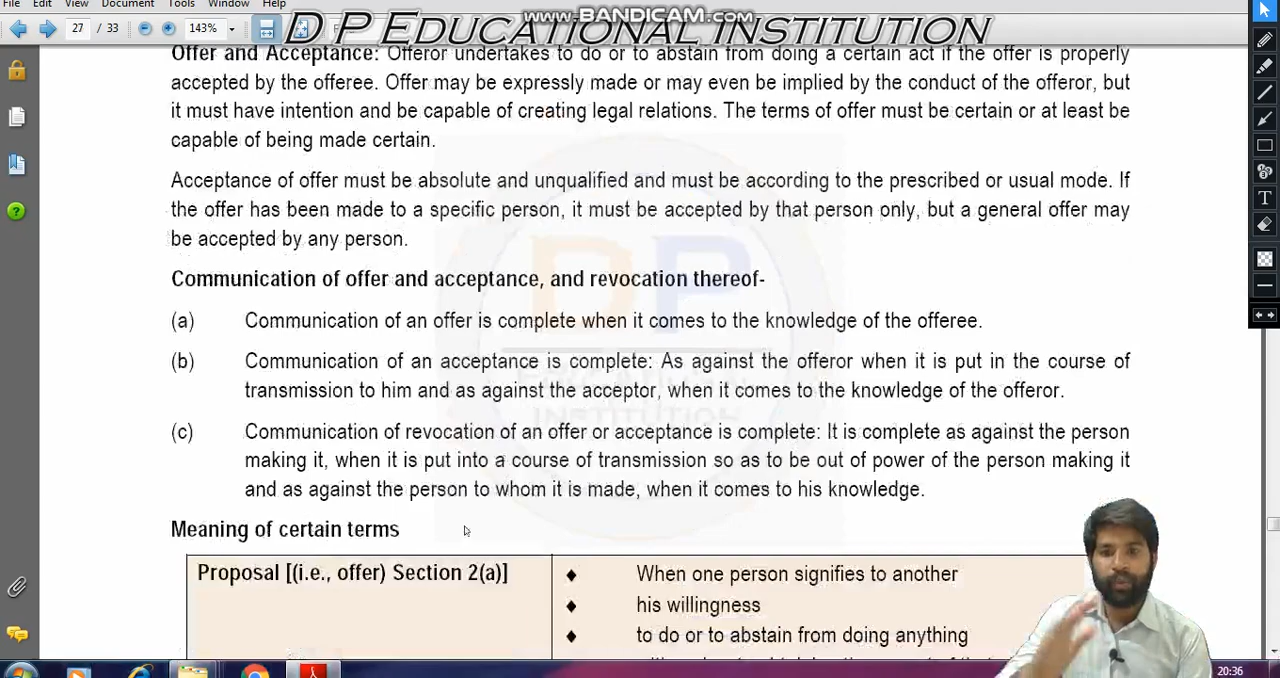 File Edit View Document Tools Window Help
www.BANDICAM.com
D P EDUCATIONAL INSTITUTION
27 / 33 143%
Offer and Acceptance: Offeror undertakes to do or to abstain from doing a certain act if the offer is properly
accepted by the offeree. Offer may be expressly made or may even be implied by the conduct of the offeror, but
it must have intention and be capable of creating legal relations. The terms of offer must be certain or at least be
capable of being made certain.
Acceptance of offer must be absolute and unqualified and must be according to the prescribed or usual mode. If
the offer has been made to a specific person, it must be accepted by that person only, but a general offer may
be accepted by any person.
DP
EDUCATIONAL
INSTITUTION
Communication of offer and acceptance, and revocation thereof-
(a) Communication of an offer is complete when it comes to the knowledge of the offeree.
(b) Communication of an acceptance is complete: As against the offeror when it is put in the course of
transmission to him and as against the acceptor, when it comes to the knowledge of the offeror.
(c) Communication of revocation of an offer or acceptance is complete: It is complete as against the person
making it, when it is put into a course of transmission so as to be out of power of the person making it
and as against the person to whom it is made, when it comes to his knowledge.
Meaning of certain terms
Proposal [(i.e., offer) Section 2(a)]
♦ When one person signifies to another
♦ his willingness
♦ to do or to abstain from doing anything
T
20:36